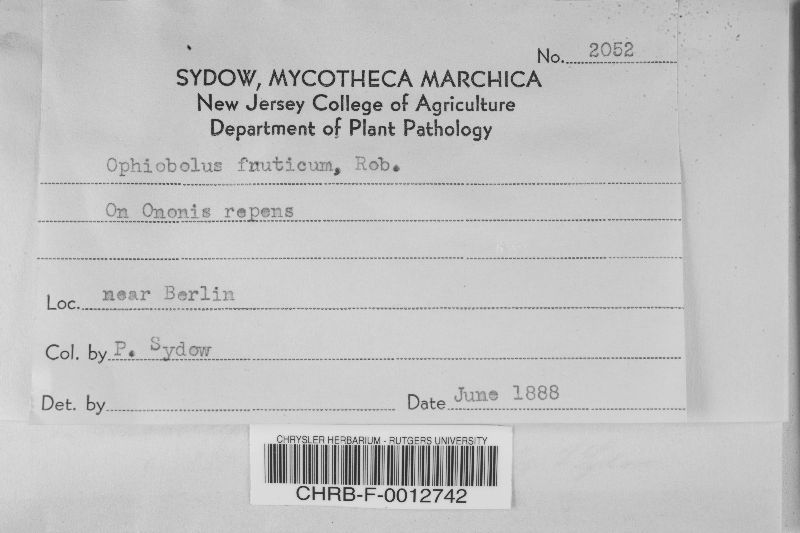 No. 2052
SYDOW, MYCOTHECA MARCHICA
New Jersey College of Agriculture
Department of Plant Pathology
Ophiobolus fruticum, Rob.
On Ononis repens
Loc. near Berlin
Col. by P. Sydow
Det. by
Date June 1888
CHRYSLER HERBARIUM - RUTGERS UNIVERSITY
CHRB-F-0012742